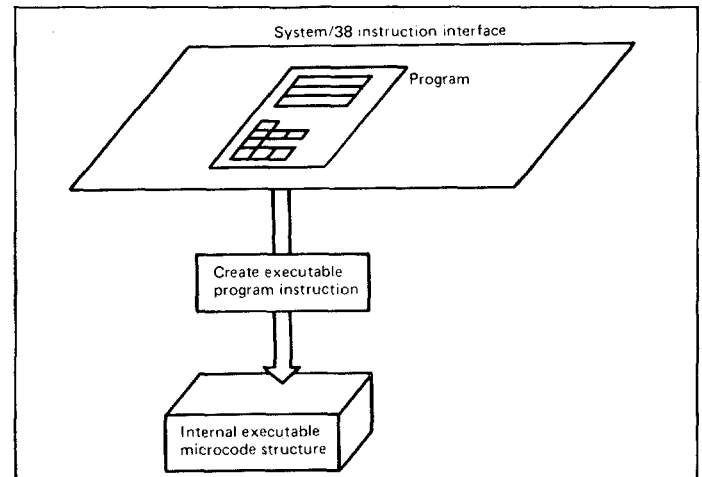 System/38 instruction interface
Program
Create executable
program instruction
Internal executable
microcode structure